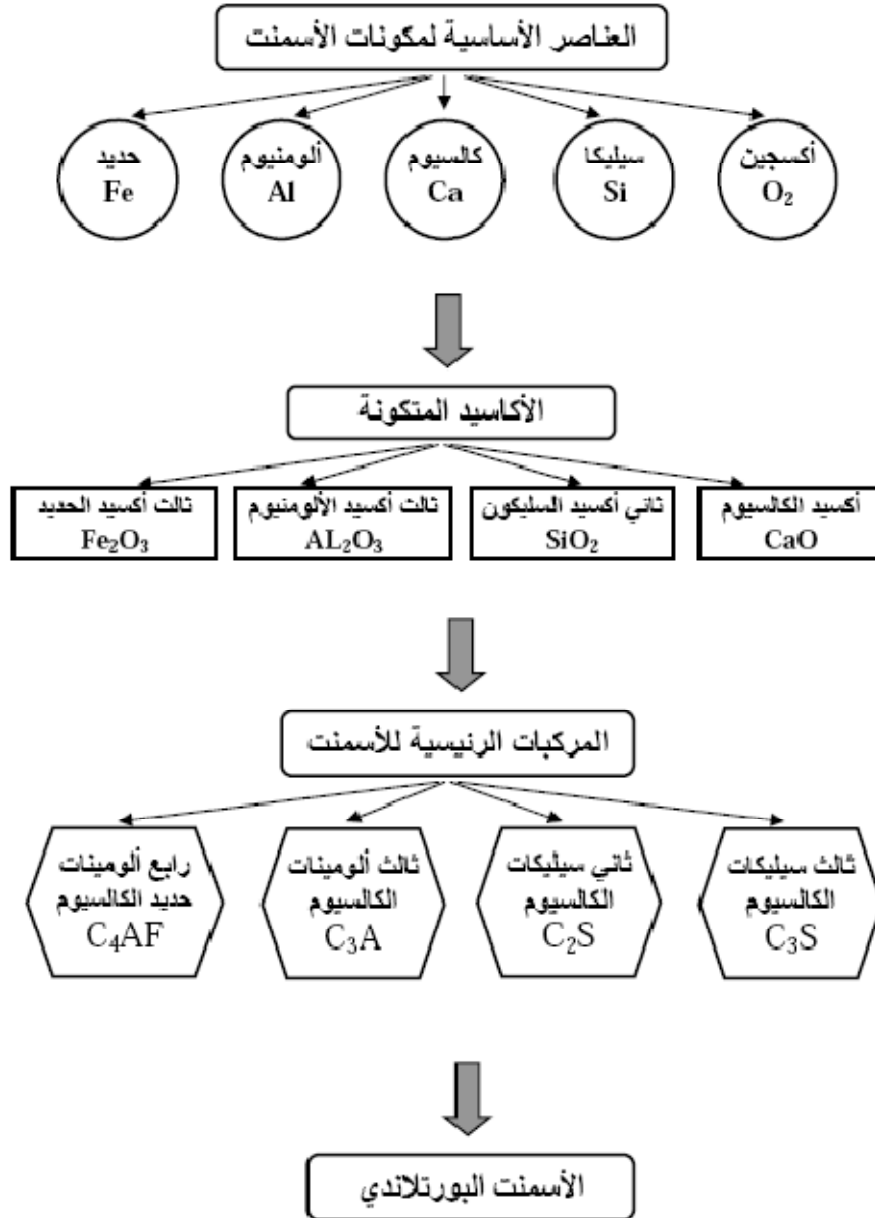 العناصر الأساسية لمكونات الأسمنت
أكسجين
O₂
سيليكا
Si
كالسيوم
Ca
ألومنيوم
Al
حديد
Fe
الأكاسيد المتكونة
أكسيد الكالسيوم
CaO
ثاني أكسيد السليكون
SiO₂
ثالث أكسيد الألومنيوم
AL₂O₃
ثالث أكسيد الحديد
Fe₂O₃
المركبات الرئيسية للأسمنت
ثالث سيليكات
الكالسيوم
C₃S
ثاني سيليكات
الكالسيوم
C₂S
ثالث ألومينات
الكالسيوم
C₃A
رابع ألومينات
حديد الكالسيوم
C₄AF
الأسمنت البورتلاندي